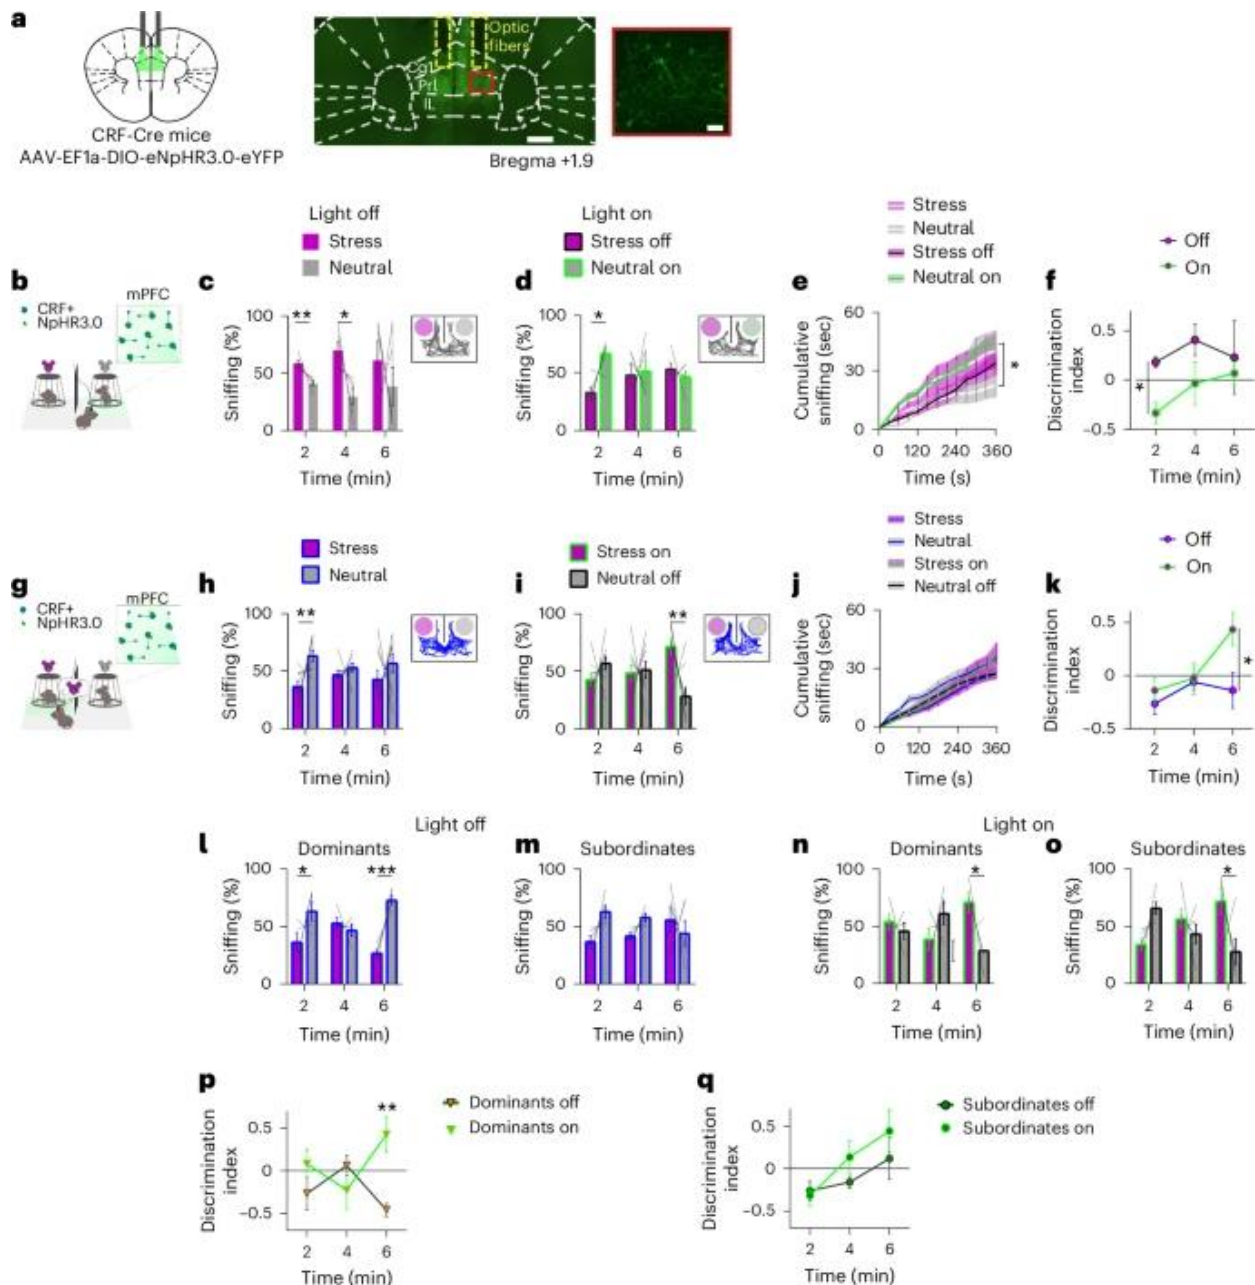 a
Optic
fibers
Cg1
PrL
IL
CRF-Cre mice
AAV-EF1a-DIO-eNpHR3.0-eYFP
Bregma +1.9
Light off
Stress
Neutral
Light on
Stress off
Neutral on
Stress
Neutral
Stress off
Neutral on
Off
On
b
mPFC
CRF+
NpHR3.0
c
Sniffing (%)
100
50
0
**
*
2 4 6
Time (min)
d
Sniffing (%)
100
50
0
*
2 4 6
Time (min)
e
Cumulative
sniffing (sec)
60
30
0
*
0 120 240 360
Time (s)
f
Discrimination
index
0.5
0
−0.5
*
2 4 6
Time (min)
Stress
Neutral
Stress on
Neutral off
Stress
Neutral
Stress on
Neutral off
Off
On
g
mPFC
CRF+
NpHR3.0
h
Sniffing (%)
100
50
0
**
2 4 6
Time (min)
i
Sniffing (%)
100
50
0
**
2 4 6
Time (min)
j
Cumulative
sniffing (sec)
60
30
0
0 120 240 360
Time (s)
k
Discrimination
index
0.5
0
−0.5
*
2 4 6
Time (min)
Light off
Light on
l
Dominants
Sniffing (%)
100
50
0
*
***
2 4 6
Time (min)
m
Subordinates
Sniffing (%)
100
50
0
2 4 6
Time (min)
n
Dominants
Sniffing (%)
100
50
0
*
2 4 6
Time (min)
o
Subordinates
Sniffing (%)
100
50
0
*
2 4 6
Time (min)
p
Discrimination
index
0.5
0
−0.5
**
2 4 6
Time (min)
Dominants off
Dominants on
q
Discrimination
index
0.5
0
−0.5
2 4 6
Time (min)
Subordinates off
Subordinates on